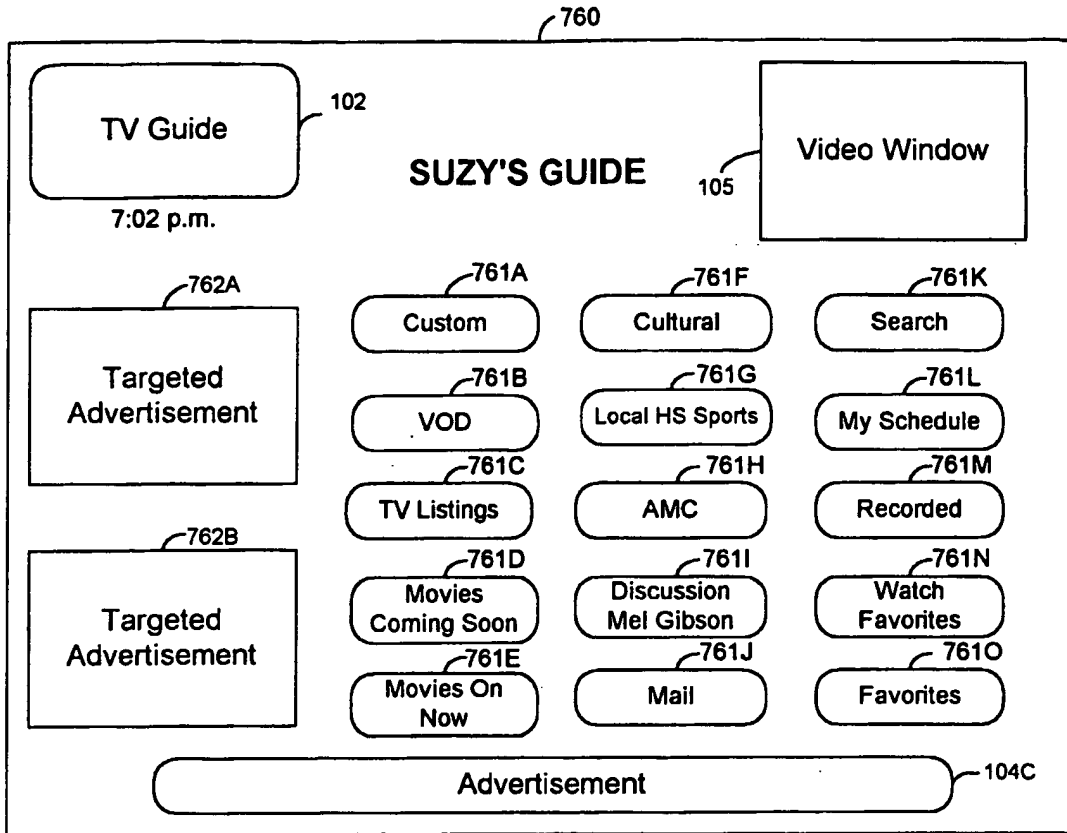 760
TV Guide
102
7:02 p.m.
SUZY'S GUIDE
Video Window
105
762A
Targeted
Advertisement
762B
Targeted
Advertisement
761A
Custom
761F
Cultural
761K
Search
761B
VOD
761G
Local HS Sports
761L
My Schedule
761C
TV Listings
761H
AMC
761M
Recorded
761D
Movies
Coming Soon
761I
Discussion
Mel Gibson
761N
Watch
Favorites
761E
Movies On
Now
761J
Mail
761O
Favorites
Advertisement
104C